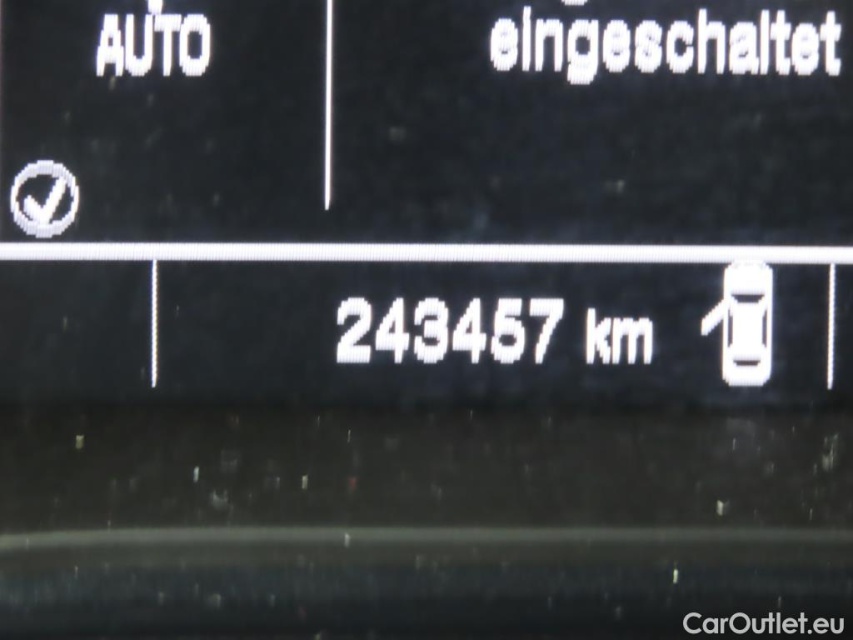 AUTO
eingeschaltet
243457 km
CarOutlet.eu